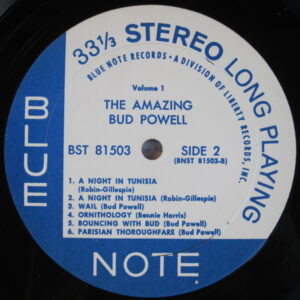 33⅓ STEREO LONG PLAYING
BLUE NOTE RECORDS • A DIVISION OF LIBERTY RECORDS, INC.
Volume 1
THE AMAZING
BUD POWELL
BST 81503
SIDE 2
(BNST 81503-B)
1. A NIGHT IN TUNISIA
(Robin-Gillespie)
2. A NIGHT IN TUNISIA (Robin-Gillespie)
3. WAIL (Bud Powell)
4. ORNITHOLOGY (Bennie Harris)
5. BOUNCING WITH BUD (Bud Powell)
6. PARISIAN THOROUGHFARE (Bud Powell)
BLUE
NOTE